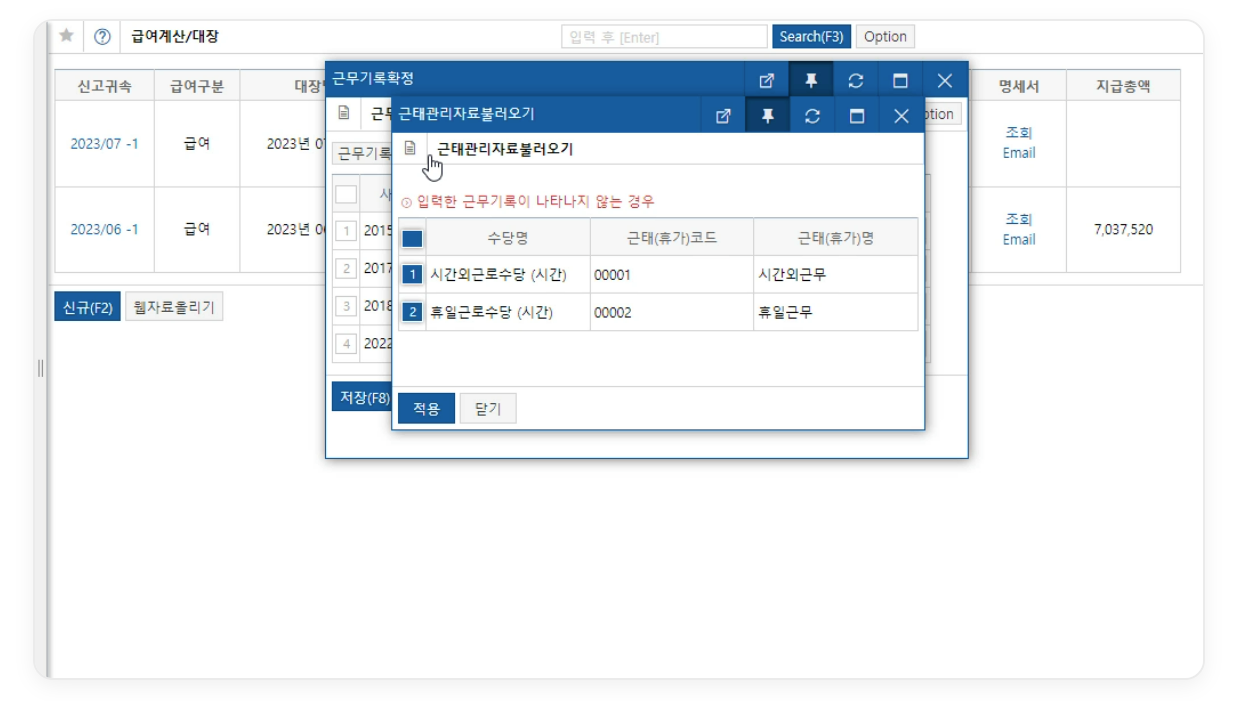 급여계산/대장
입력 후 [Enter]
Search(F3)
Option
신고귀속
급여구분
대장
명세서
지급총액
2023/07 -1
급여
2023년 0
조회
Email
2023/06 -1
급여
2023년 0
조회
Email
7,037,520
신규(F2)
웹자료올리기
근무기록확정
근무기록
1 2015
2 2017
3 2018
4 2022
저장(F8)
근태관리자료불러오기
근태관리자료불러오기
입력한 근무기록이 나타나지 않는 경우
수당명
근태(휴가)코드
근태(휴가)명
1 시간외근로수당 (시간) 00001 시간외근무
2 휴일근로수당 (시간) 00002 휴일근무
적용
닫기